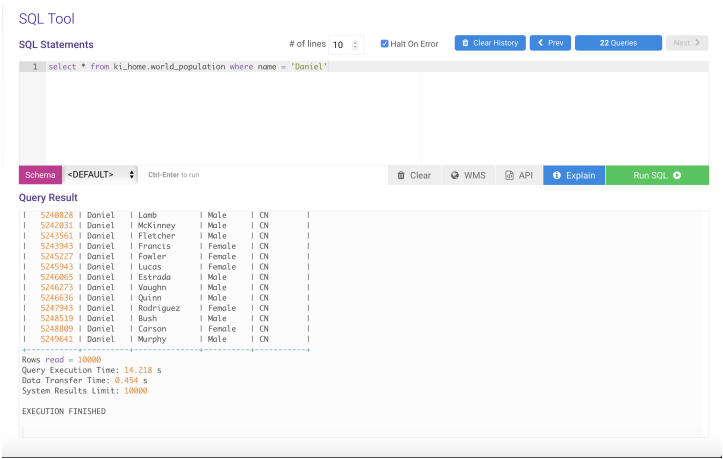 SQL Tool
SQL Statements
# of lines 10 Halt On Error Clear History Prev 22 Queries Next
1 select * from ki_home.world_population where name = 'Daniel'
Schema <DEFAULT> Ctrl-Enter to run Clear WMS API Explain Run SQL
Query Result
| 5240828 | Daniel | Lamb | Male | CN |
| 5242031 | Daniel | McKinney | Male | CN |
| 5243561 | Daniel | Fletcher | Male | CN |
| 5243943 | Daniel | Francis | Female | CN |
| 5245227 | Daniel | Fowler | Female | CN |
| 5245943 | Daniel | Lucas | Female | CN |
| 5246065 | Daniel | Estrada | Male | CN |
| 5246273 | Daniel | Vaughn | Male | CN |
| 5246636 | Daniel | Quinn | Male | CN |
| 5247943 | Daniel | Rodriguez | Female | CN |
| 5248519 | Daniel | Bush | Male | CN |
| 5248809 | Daniel | Carson | Female | CN |
| 5249641 | Daniel | Murphy | Male | CN |
+----------+----------+-------------+---------+----------+
Rows read = 10000
Query Execution Time: 14.218 s
Data Transfer Time: 0.454 s
System Results Limit: 10000
EXECUTION FINISHED